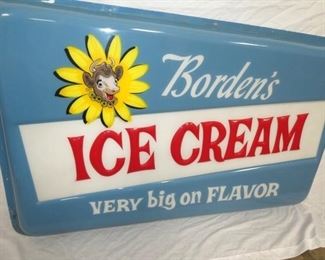 Borden's
ICE CREAM
VERY big on FLAVOR